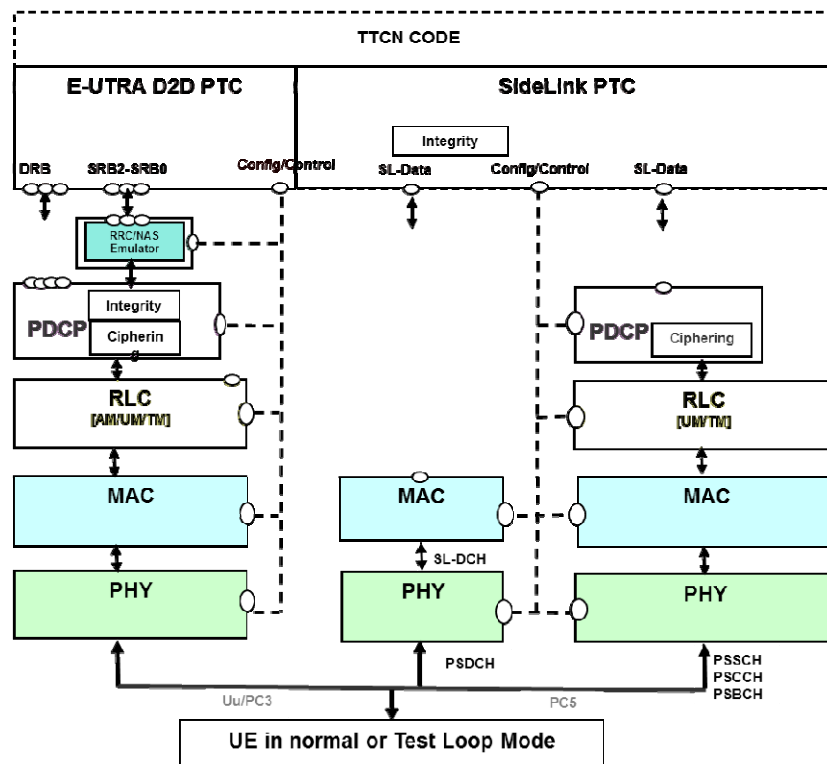 TTCN CODE
E-UTRA D2D PTC
SideLink PTC
Integrity
DRB
SRB2-SRB0
Config/Control
SL-Data
Config/Control
SL-Data
RRC/NAS
Emulator
Integrity
PDCP
Cipherin
g
PDCP
Ciphering
RLC
[AM/UM/TM]
RLC
[UM/TM]
MAC
MAC
MAC
SL-DCH
PHY
PHY
PHY
PSDCH
PSSCH
PSCCH
PSBCH
Uu/PC3
PC5
UE in normal or Test Loop Mode